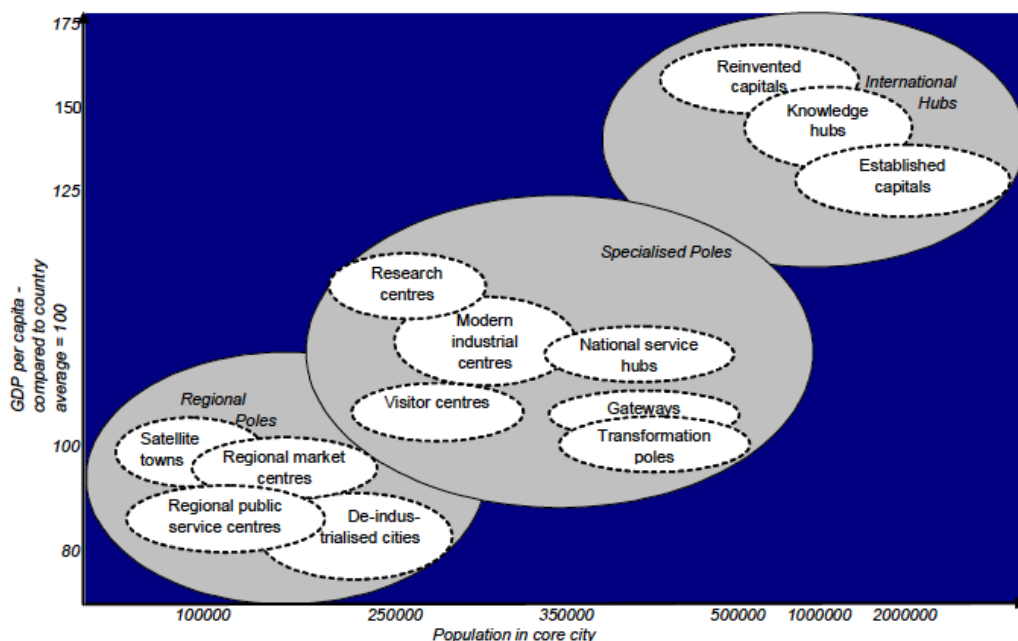 175
150
125
100
80
GDP per capita -
compared to country
average = 100
Reinvented
capitals
International
Hubs
Knowledge
hubs
Established
capitals
Specialised Poles
Research
centres
Modern
industrial
centres
National service
hubs
Visitor centres
Gateways
Transformation
poles
Regional
Poles
Satellite
towns
Regional market
centres
Regional public
service centres
De-indus-
trialised cities
100000
250000
350000
500000
1000000
2000000
Population in core city